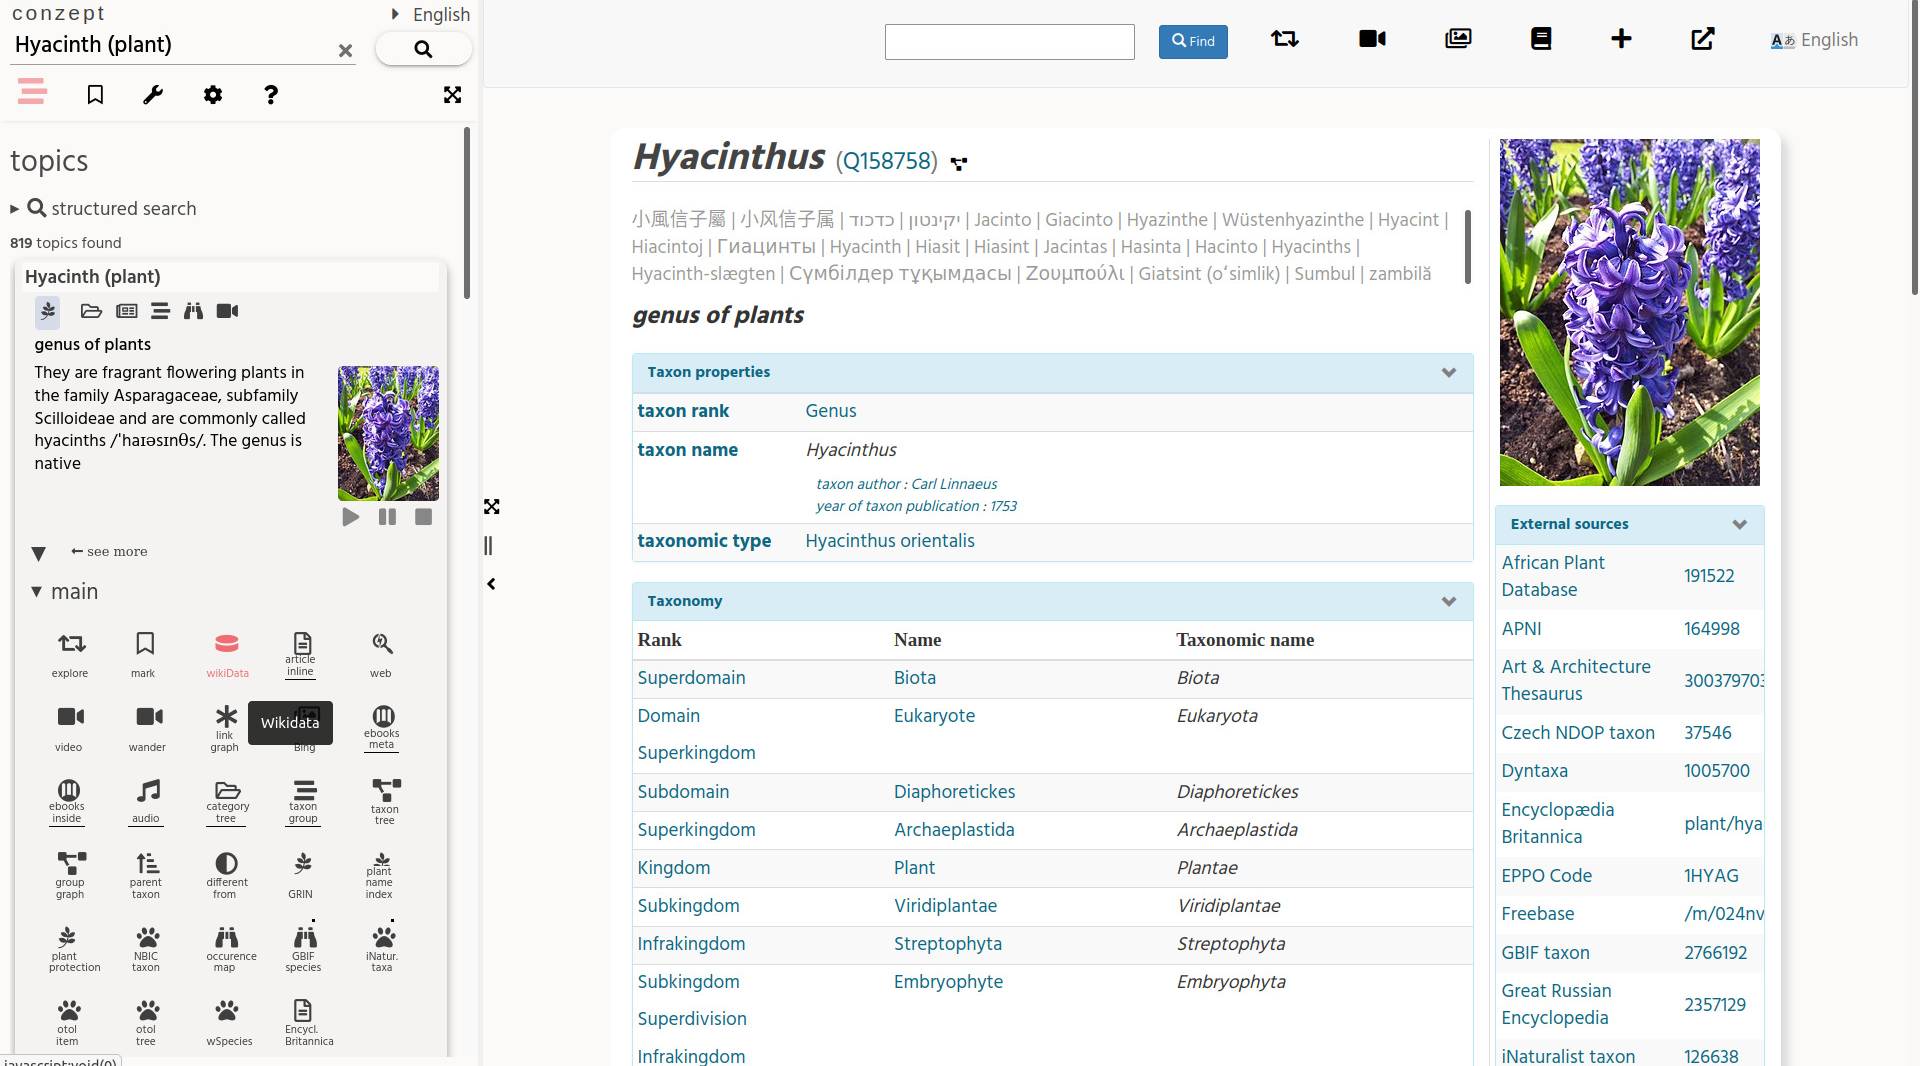 conzept
English
Hyacinth (plant)
topics
structured search
819 topics found
Hyacinth (plant)
genus of plants
They are fragrant flowering plants in
the family Asparagaceae, subfamily
Scilloideae and are commonly called
hyacinths /ˈhaɪəsɪnθs/. The genus is
native
← see more
main
explore
mark
wikiData
article
inline
web
video
wander
link
graph
Wikidata
Bing
ebooks
meta
ebooks
inside
audio
category
tree
taxon
group
taxon
tree
group
graph
parent
taxon
different
from
GRIN
plant
name
index
plant
protection
NBIC
taxon
occurence
map
GBIF
species
iNatur.
taxa
otol
item
otol
tree
wSpecies
Encycl.
Britannica
javascript:void(0)
Find
English
Hyacinthus (Q158758)
小風信子屬 | 小风信子属 | כדכוד | יקינטון | Jacinto | Giacinto | Hyazinthe | Wüstenhyazinthe | Hyacint |
Hiacintoj | Гиацинты | Hyacinth | Hiasit | Hiasint | Jacintas | Hasinta | Hacinto | Hyacinths |
Hyacinth-slægten | Сүмбілдер тұқымдасы | Ζουμπούλι | Giatsint (oʻsimlik) | Sumbul | zambilă
genus of plants
Taxon properties
taxon rank Genus
taxon name Hyacinthus
taxon author : Carl Linnaeus
year of taxon publication : 1753
taxonomic type Hyacinthus orientalis
Taxonomy
Rank Name Taxonomic name
Superdomain Biota Biota
Domain Eukaryote Eukaryota
Superkingdom
Subdomain Diaphoretickes Diaphoretickes
Superkingdom Archaeplastida Archaeplastida
Kingdom Plant Plantae
Subkingdom Viridiplantae Viridiplantae
Infrakingdom Streptophyta Streptophyta
Subkingdom Embryophyte Embryophyta
Superdivision
Infrakingdom
External sources
African Plant
Database 191522
APNI 164998
Art & Architecture
Thesaurus 300379703
Czech NDOP taxon 37546
Dyntaxa 1005700
Encyclopædia
Britannica plant/hya
EPPO Code 1HYAG
Freebase /m/024nv
GBIF taxon 2766192
Great Russian
Encyclopedia 2357129
iNaturalist taxon 126638